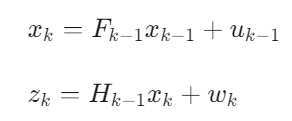 x_k = F_{k-1}x_{k-1} + u_{k-1}
z_k = H_{k-1}x_k + w_k